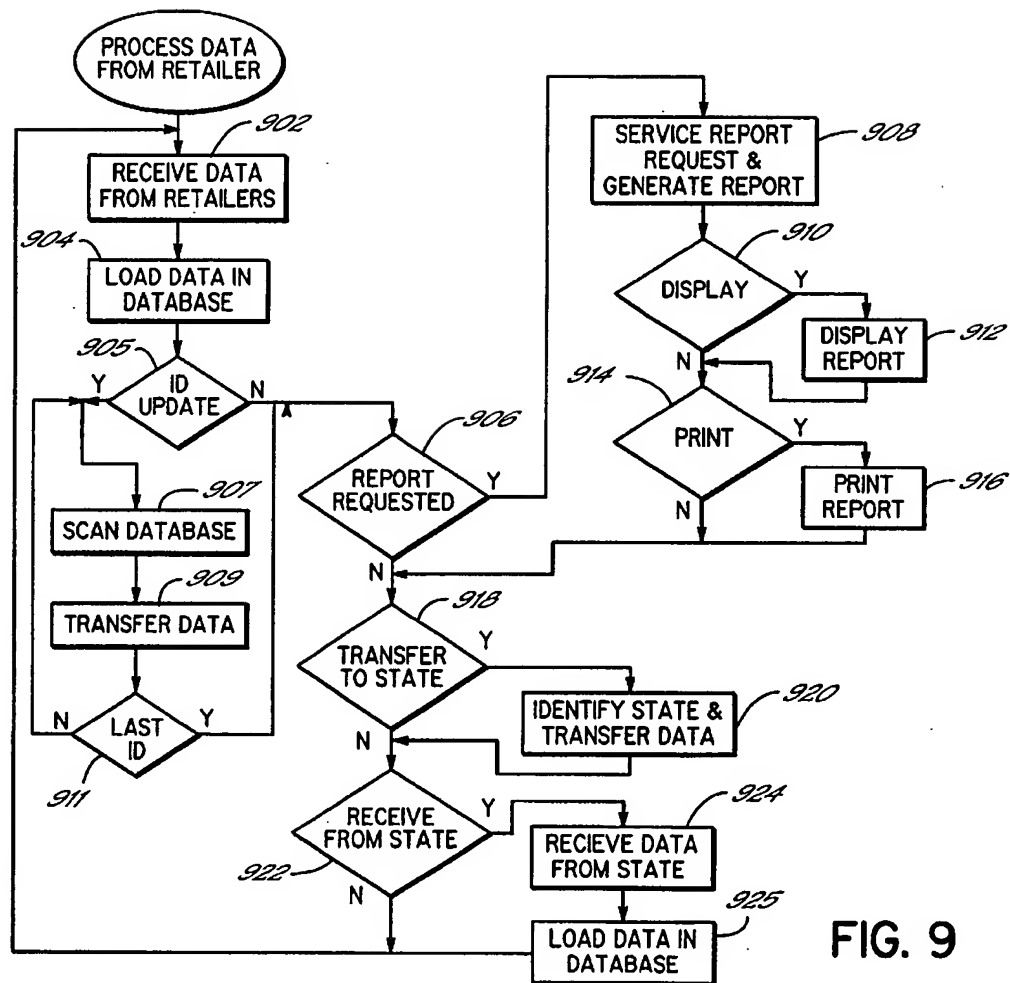 PROCESS DATA
FROM RETAILER
902
RECEIVE DATA
FROM RETAILERS
904
LOAD DATA IN
DATABASE
905
Y
ID
UPDATE
N
907
SCAN DATABASE
909
TRANSFER DATA
N
LAST
ID
Y
911
906
REPORT
REQUESTED
Y
N
908
SERVICE REPORT
REQUEST &
GENERATE REPORT
910
DISPLAY
Y
N
DISPLAY
REPORT
912
914
PRINT
Y
N
PRINT
REPORT
916
918
TRANSFER
TO STATE
Y
N
IDENTIFY STATE &
TRANSFER DATA
920
RECEIVE
FROM STATE
Y
922
N
924
RECIEVE DATA
FROM STATE
925
LOAD DATA IN
DATABASE
FIG. 9